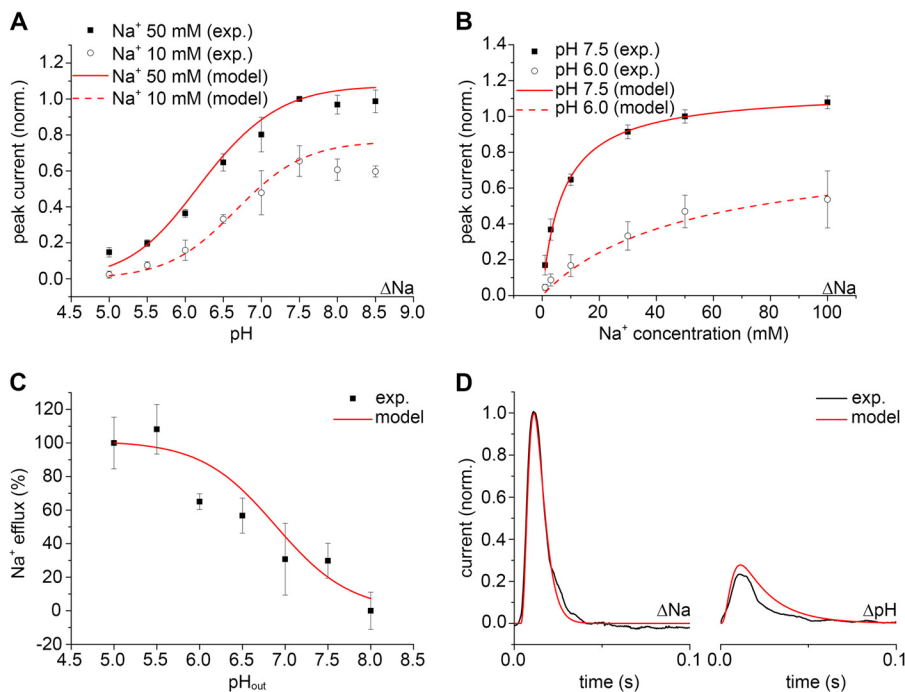 A
Na⁺ 50 mM (exp.)
Na⁺ 10 mM (exp.)
Na⁺ 50 mM (model)
Na⁺ 10 mM (model)
peak current (norm.)
1.2
1.0
0.8
0.6
0.4
0.2
0.0
ΔNa
4.5 5.0 5.5 6.0 6.5 7.0 7.5 8.0 8.5 9.0
pH
B
pH 7.5 (exp.)
pH 6.0 (exp.)
pH 7.5 (model)
pH 6.0 (model)
peak current (norm.)
1.4
1.2
1.0
0.8
0.6
0.4
0.2
0.0
ΔNa
0 20 40 60 80 100
Na⁺ concentration (mM)
C
exp.
model
Na⁺ efflux (%)
120
100
80
60
40
20
0
-20
4.5 5.0 5.5 6.0 6.5 7.0 7.5 8.0 8.5
pHout
D
exp.
model
current (norm.)
1.0
0.8
0.6
0.4
0.2
0.0
ΔNa
ΔpH
0.0 0.1 0.0 0.1
time (s) time (s)